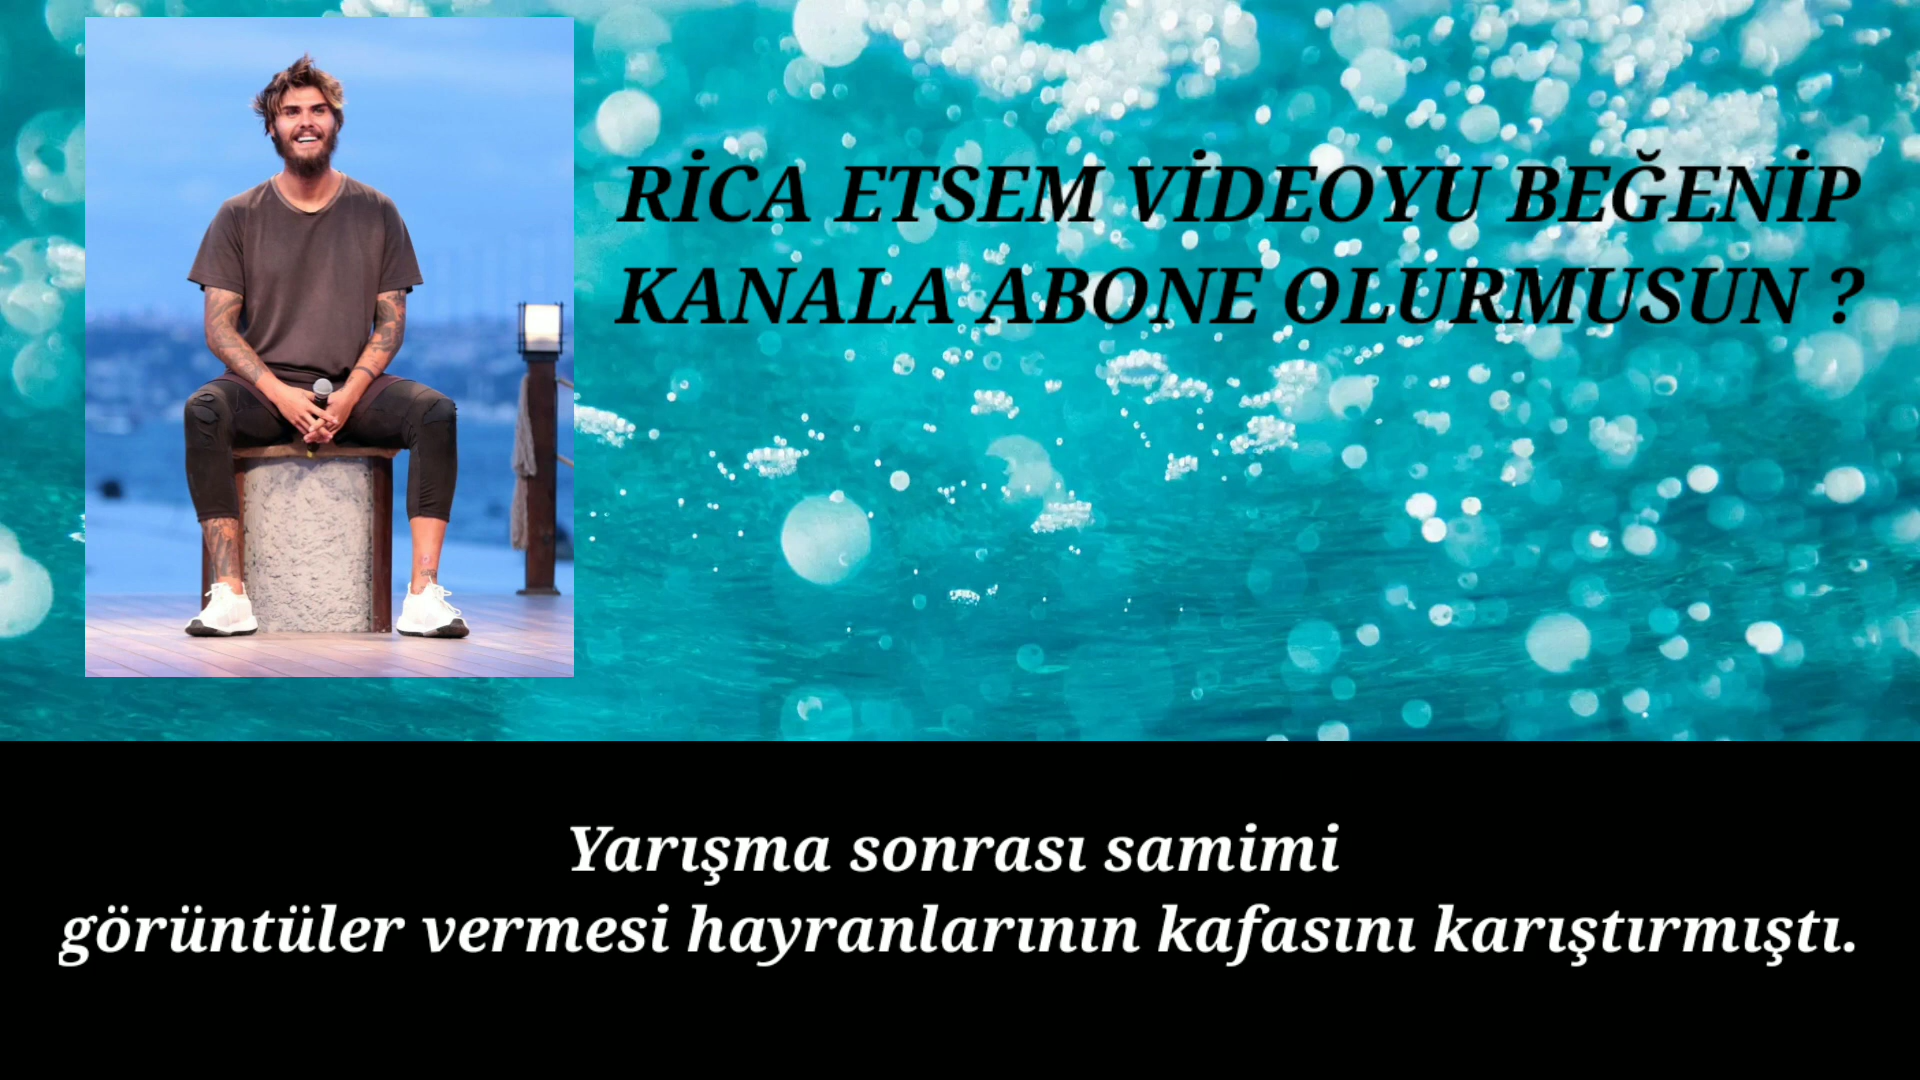 RİCA ETSEM VİDEOYU BEĞENİP
KANALA ABONE OLURMUSUN ?
Yarışma sonrası samimi
görüntüler vermesi hayranlarının kafasını karıştırmıştı.